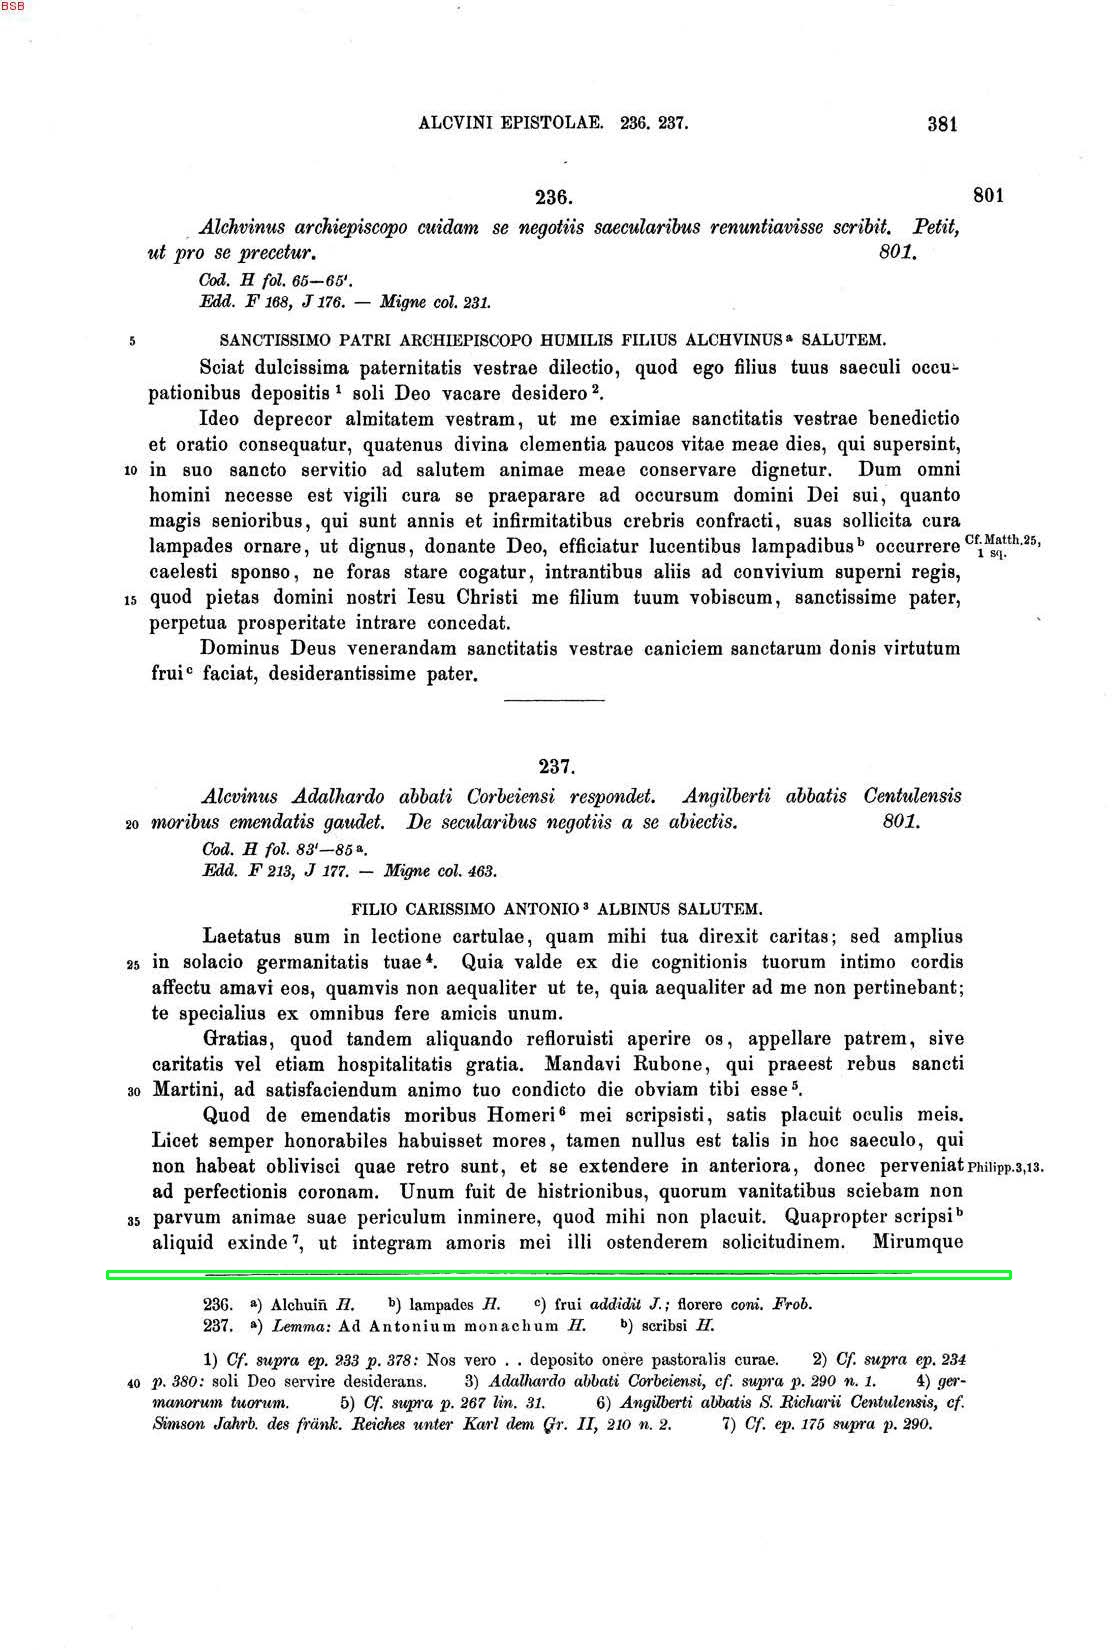 BSB
ALCVINI EPISTOLAE. 236. 237. 381
236. 801
Alchvinus archiepiscopo cuidam se negotiis saecularibus renuntiavisse scribit. Petit,
ut pro se precetur. 801.
Cod. H fol. 65—65'.
Edd. F 168, J 176. — Migne col. 231.
5 SANCTISSIMO PATRI ARCHIEPISCOPO HUMILIS FILIUS ALCHVINUSᵃ SALUTEM.
Sciat dulcissima paternitatis vestrae dilectio, quod ego filius tuus saeculi occu-
pationibus depositis¹ soli Deo vacare desidero².
Ideo deprecor almitatem vestram, ut me eximiae sanctitatis vestrae benedictio
et oratio consequatur, quatenus divina clementia paucos vitae meae dies, qui supersint,
10 in suo sancto servitio ad salutem animae meae conservare dignetur. Dum omni
homini necesse est vigili cura se praeparare ad occursum domini Dei sui, quanto
magis senioribus, qui sunt annis et infirmitatibus crebris confracti, suas sollicita cura
lampades ornare, ut dignus, donante Deo, efficiatur lucentibus lampadibusᵇ occurrere Cf. Matth. 25,
1 sq.
caelesti sponso, ne foras stare cogatur, intrantibus aliis ad convivium superni regis,
15 quod pietas domini nostri Iesu Christi me filium tuum vobiscum, sanctissime pater,
perpetua prosperitate intrare concedat.
Dominus Deus venerandam sanctitatis vestrae caniciem sanctarum donis virtutum
fruiᶜ faciat, desiderantissime pater.
237.
Alcvinus Adalhardo abbati Corbeiensi respondet. Angilberti abbatis Centulensis
20 moribus emendatis gaudet. De secularibus negotiis a se abiectis. 801.
Cod. H fol. 83'—85ᵃ.
Edd. F 213, J 177. — Migne col. 463.
FILIO CARISSIMO ANTONIO³ ALBINUS SALUTEM.
Laetatus sum in lectione cartulae, quam mihi tua direxit caritas; sed amplius
25 in solacio germanitatis tuae⁴. Quia valde ex die cognitionis tuorum intimo cordis
affectu amavi eos, quamvis non aequaliter ut te, quia aequaliter ad me non pertinebant;
te specialius ex omnibus fere amicis unum.
Gratias, quod tandem aliquando refloruisti aperire os, appellare patrem, sive
caritatis vel etiam hospitalitatis gratia. Mandavi Rubone, qui praeest rebus sancti
30 Martini, ad satisfaciendum animo tuo condicto die obviam tibi esse⁵.
Quod de emendatis moribus Homeri⁶ mei scripsisti, satis placuit oculis meis.
Licet semper honorabiles habuisset mores, tamen nullus est talis in hoc saeculo, qui
non habeat oblivisci quae retro sunt, et se extendere in anteriora, donec perveniat Philipp. 3, 13.
ad perfectionis coronam. Unum fuit de histrionibus, quorum vanitatibus sciebam non
35 parvum animae suae periculum inminere, quod mihi non placuit. Quapropter scripsiᵇ
aliquid exinde⁷, ut integram amoris mei illi ostenderem solicitudinem. Mirumque
236. ᵃ) Alchuiñ H. ᵇ) lampades H. ᶜ) frui addidit J.; florere coni. Frob.
237. ᵃ) Lemma: Ad Antonium monachum H. ᵇ) scribsi H.
1) Cf. supra ep. 233 p. 378: Nos vero . . deposito onere pastoralis curae. 2) Cf. supra ep. 234
40 p. 380: soli Deo servire desiderans. 3) Adalhardo abbati Corbeiensi, cf. supra p. 290 n. 1. 4) ger-
manorum tuorum. 5) Cf. supra p. 267 lin. 31. 6) Angilberti abbatis S. Richarii Centulensis, cf.
Simson Jahrb. des fränk. Reiches unter Karl dem Gr. II, 210 n. 2. 7) Cf. ep. 175 supra p. 290.